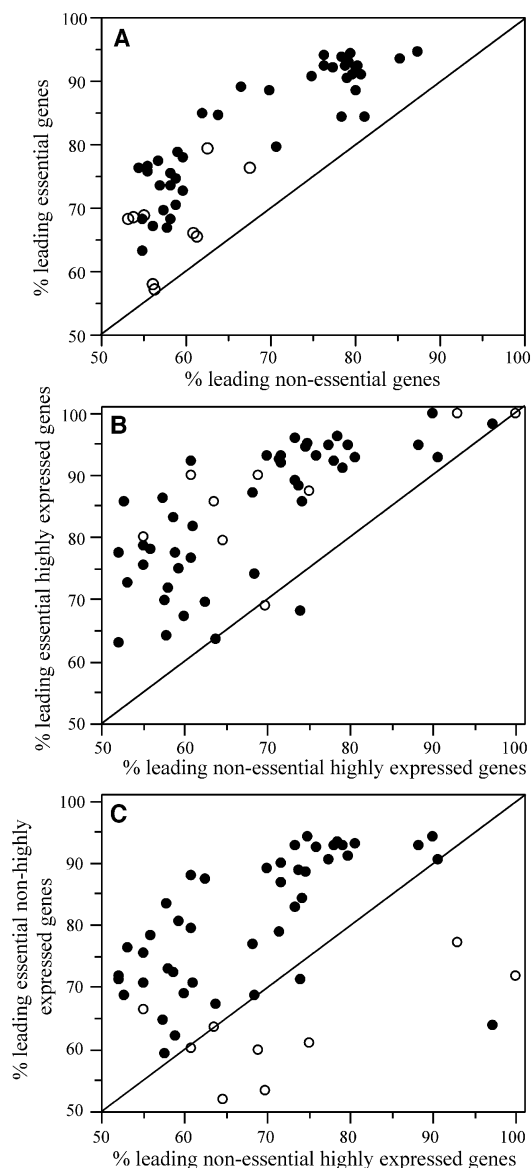 A
100
90
80
70
60
50
% leading essential genes
50 60 70 80 90 100
% leading non-essential genes
B
100
90
80
70
60
50
% leading essential highly expressed genes
50 60 70 80 90 100
% leading non-essential highly expressed genes
C
100
90
80
70
60
50
% leading essential non-highly
expressed genes
50 60 70 80 90 100
% leading non-essential highly expressed genes